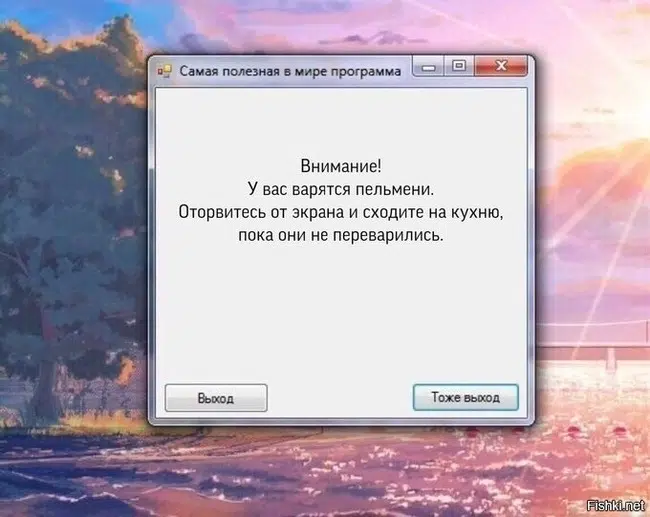 Самая полезная в мире программа
Внимание!
У вас варятся пельмени.
Оторвитесь от экрана и сходите на кухню,
пока они не переварились.
Выход
Тоже выход
Fishki.net